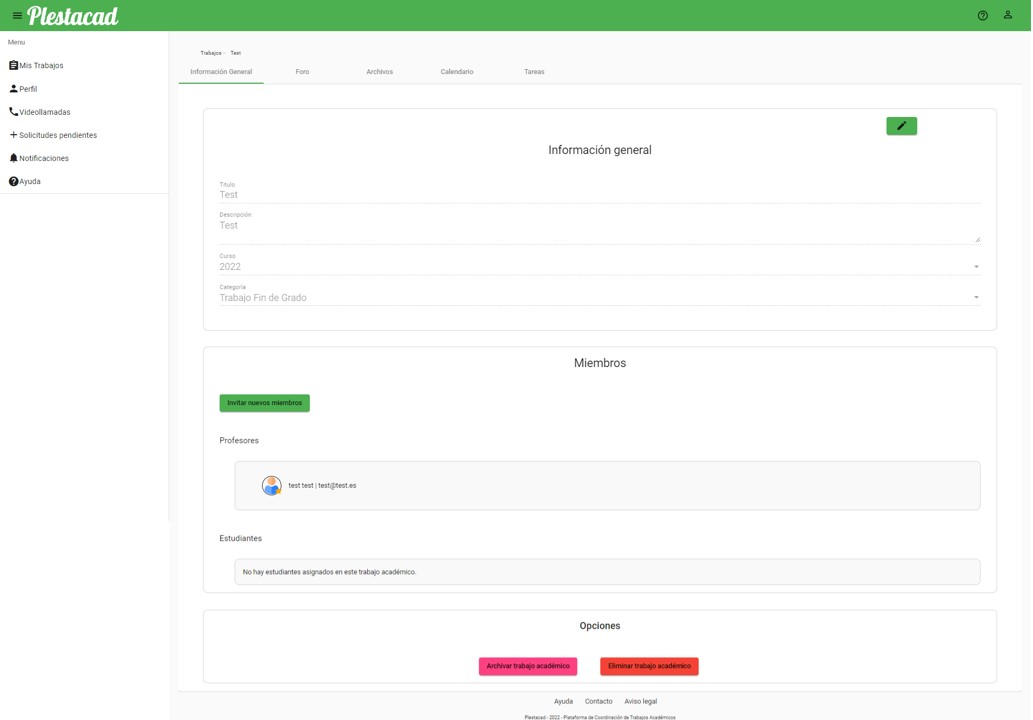 Plestacad
Menu
Mis Trabajos
Perfil
Videollamadas
Solicitudes pendientes
Notificaciones
Ayuda
Trabajos Test
Información General Foro Archivos Calendario Tareas
Información general
Título
Test
Descripción
Test
Curso
2022
Categoría
Trabajo Fin de Grado
Miembros
Invitar nuevos miembros
Profesores
test test | test@test.es
Estudiantes
No hay estudiantes asignados en este trabajo académico.
Opciones
Archivar trabajo académico Eliminar trabajo académico
Ayuda Contacto Aviso legal
Plestacad - 2022 - Plataforma de Coordinación de Trabajos Académicos